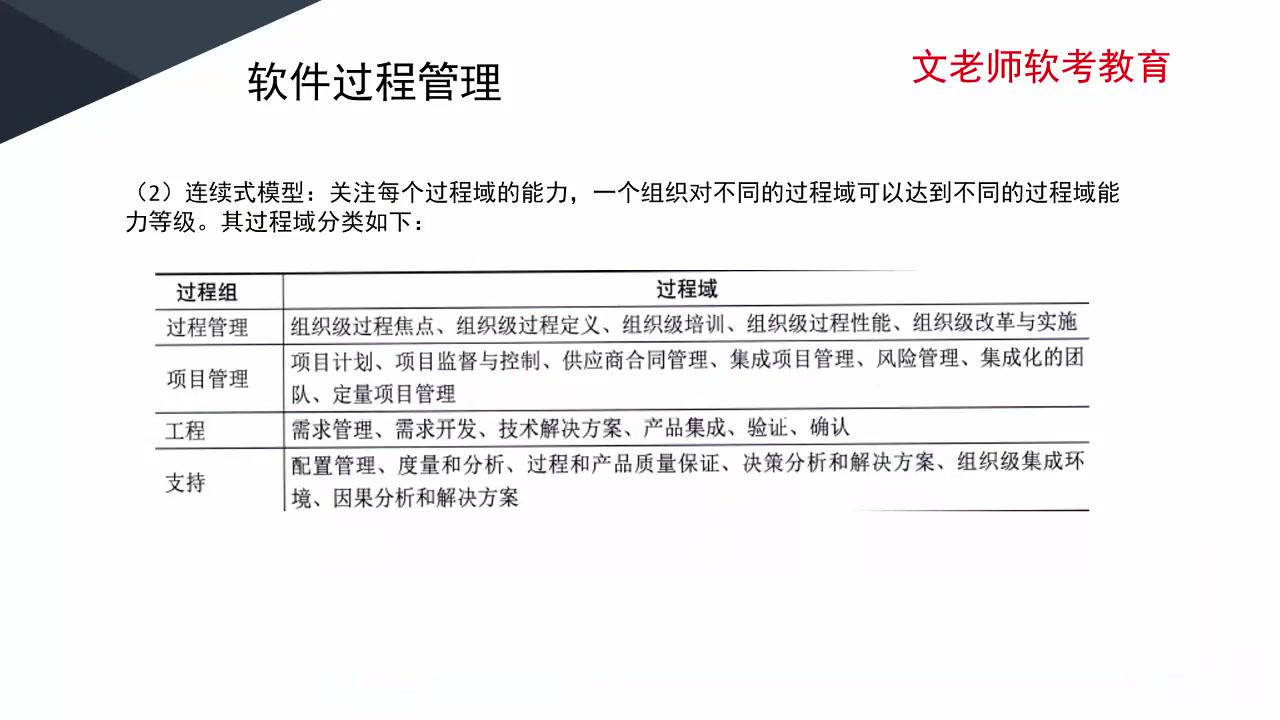 软件过程管理
文老师软考教育
（2）连续式模型：关注每个过程域的能力，一个组织对不同的过程域可以达到不同的过程域能
力等级。其过程域分类如下：
过程组 过程域
过程管理 组织级过程焦点、组织级过程定义、组织级培训、组织级过程性能、组织级改革与实施
项目管理 项目计划、项目监督与控制、供应商合同管理、集成项目管理、风险管理、集成化的团
队、定量项目管理
工程 需求管理、需求开发、技术解决方案、产品集成、验证、确认
支持 配置管理、度量和分析、过程和产品质量保证、决策分析和解决方案、组织级集成环
境、因果分析和解决方案